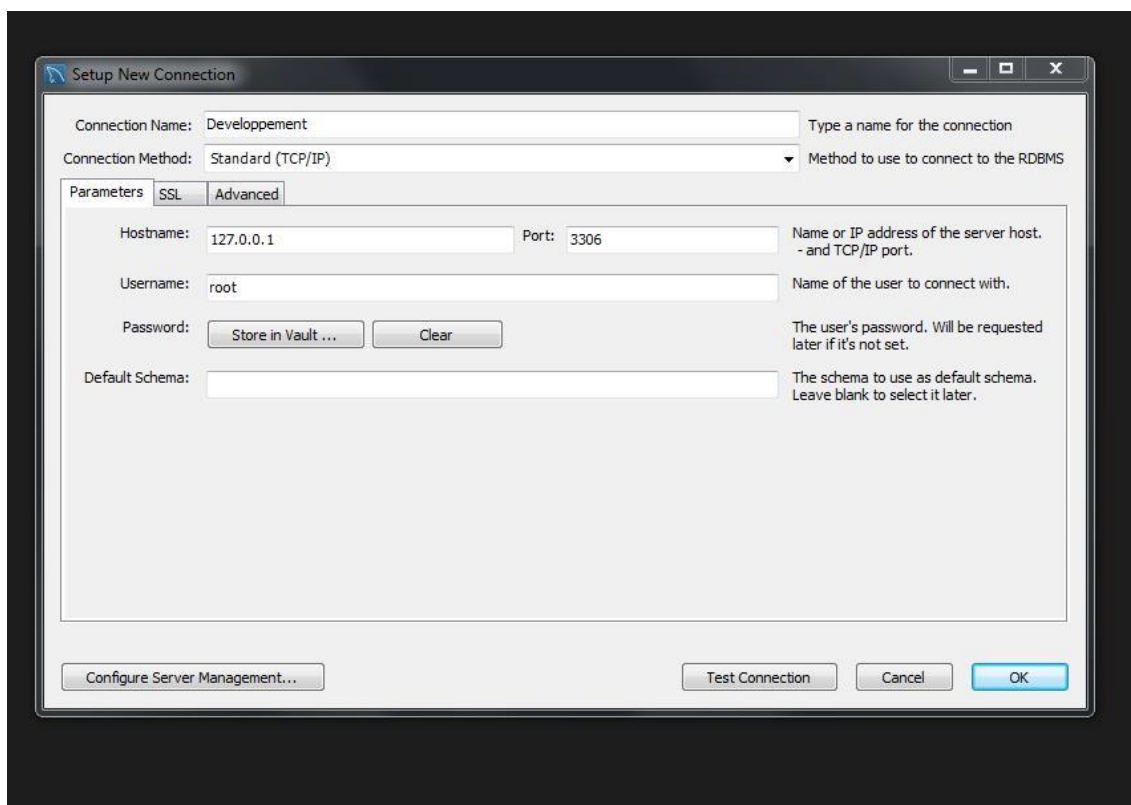 Setup New Connection
Connection Name: Developpement Type a name for the connection
Connection Method: Standard (TCP/IP) Method to use to connect to the RDBMS
Parameters SSL Advanced
Hostname: 127.0.0.1 Port: 3306 Name or IP address of the server host.
- and TCP/IP port.
Username: root Name of the user to connect with.
Password: Store in Vault ... Clear The user's password. Will be requested
later if it's not set.
Default Schema: The schema to use as default schema.
Leave blank to select it later.
Configure Server Management... Test Connection Cancel OK